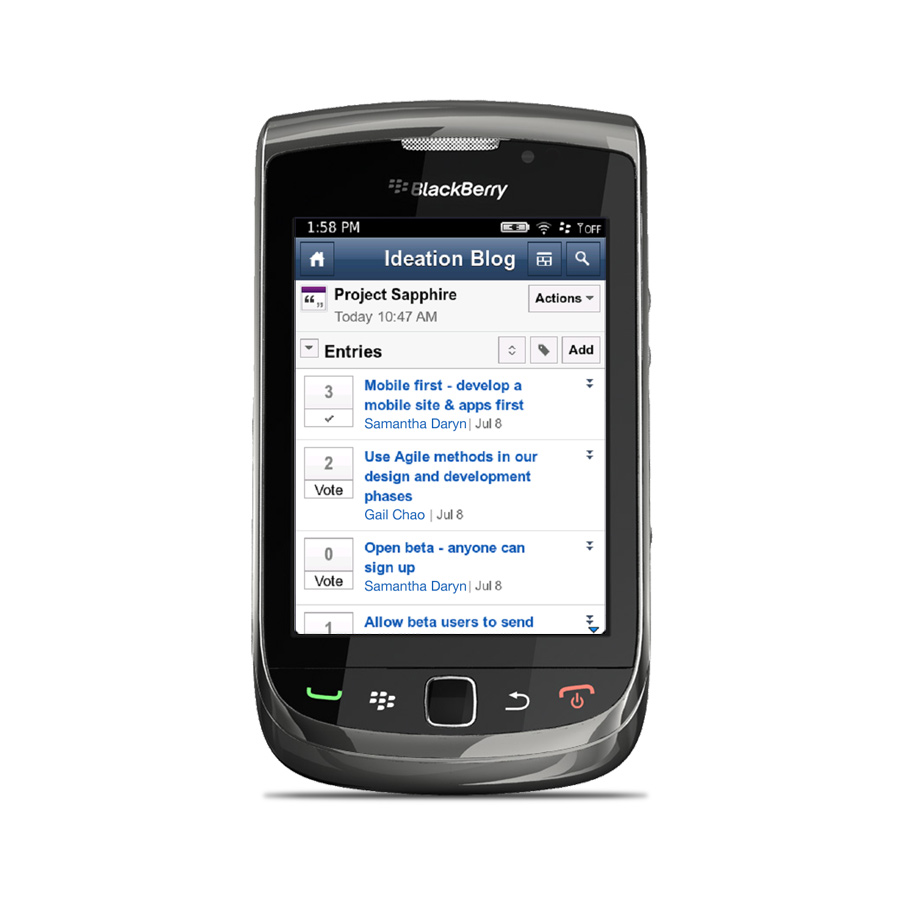 BlackBerry
1:58 PM
OFF
Ideation Blog
Project Sapphire
Actions
Today 10:47 AM
Entries
Add
3
Mobile first - develop a
mobile site & apps first
Samantha Daryn | Jul 8
2
Vote
Use Agile methods in our
design and development
phases
Gail Chao | Jul 8
0
Vote
Open beta - anyone can
sign up
Samantha Daryn | Jul 8
1
Allow beta users to send